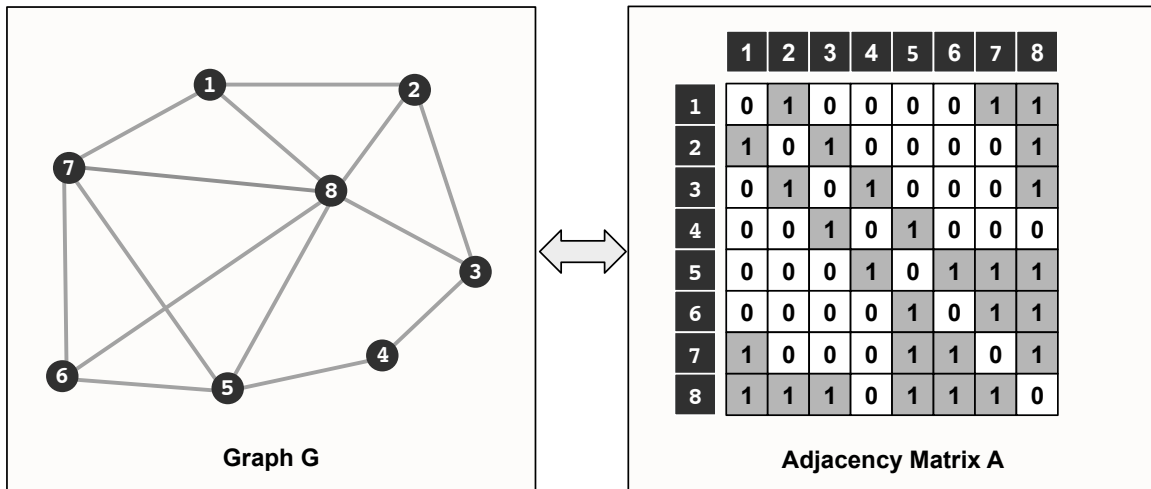 1
2
7
8
3
4
6
5
Graph G
1 2 3 4 5 6 7 8
1 0 1 0 0 0 0 1 1
2 1 0 1 0 0 0 0 1
3 0 1 0 1 0 0 0 1
4 0 0 1 0 1 0 0 0
5 0 0 0 1 0 1 1 1
6 0 0 0 0 1 0 1 1
7 1 0 0 0 1 1 0 1
8 1 1 1 0 1 1 1 0
Adjacency Matrix A